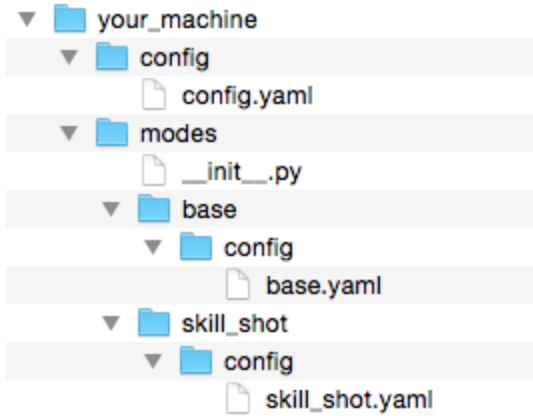 your_machine
config
config.yaml
modes
__init__.py
base
config
base.yaml
skill_shot
config
skill_shot.yaml